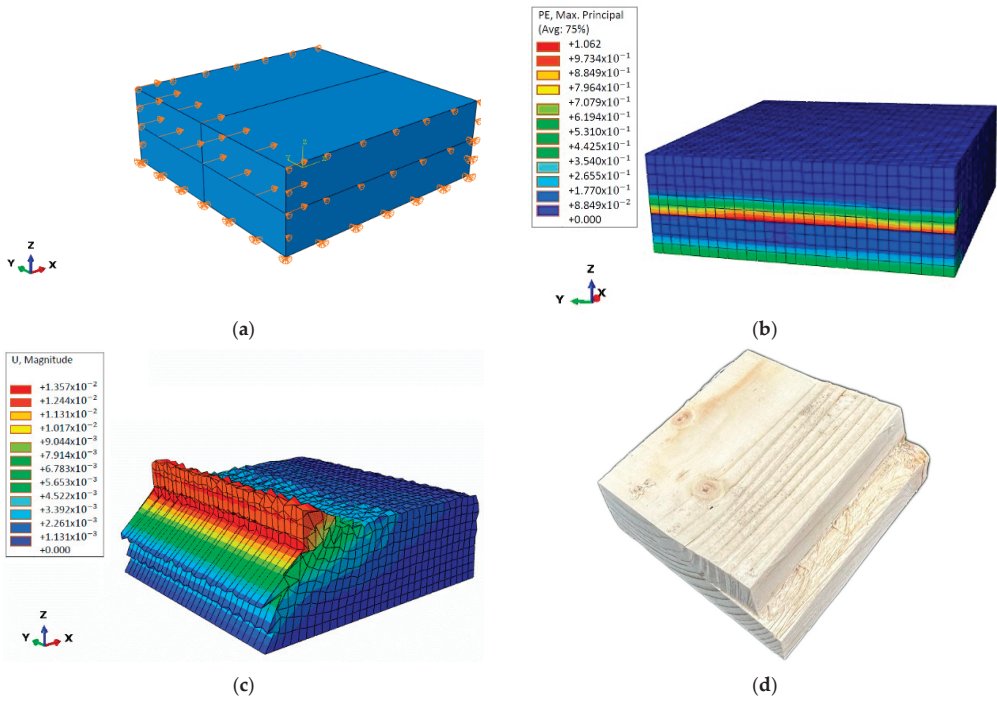 Z
Y
X
(a)
PE, Max. Principal
(Avg: 75%)
+1.062
+9.734x10⁻¹
+8.849x10⁻¹
+7.964x10⁻¹
+7.079x10⁻¹
+6.194x10⁻¹
+5.310x10⁻¹
+4.425x10⁻¹
+3.540x10⁻¹
+2.655x10⁻¹
+1.770x10⁻¹
+8.849x10⁻²
+0.000
Z
Y
X
(b)
U, Magnitude
+1.357x10⁻²
+1.244x10⁻²
+1.131x10⁻²
+1.017x10⁻²
+9.044x10⁻³
+7.914x10⁻³
+6.783x10⁻³
+5.653x10⁻³
+4.522x10⁻³
+3.392x10⁻³
+2.261x10⁻³
+1.131x10⁻³
+0.000
Z
Y
X
(c)
(d)